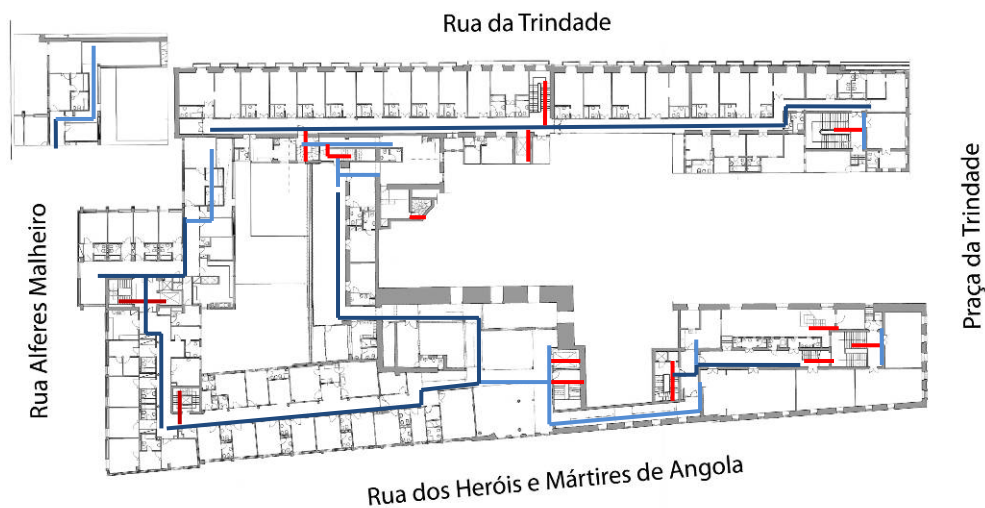 Rua da Trindade
Rua Alferes Malheiro
Praça da Trindade
Rua dos Heróis e Mártires de Angola